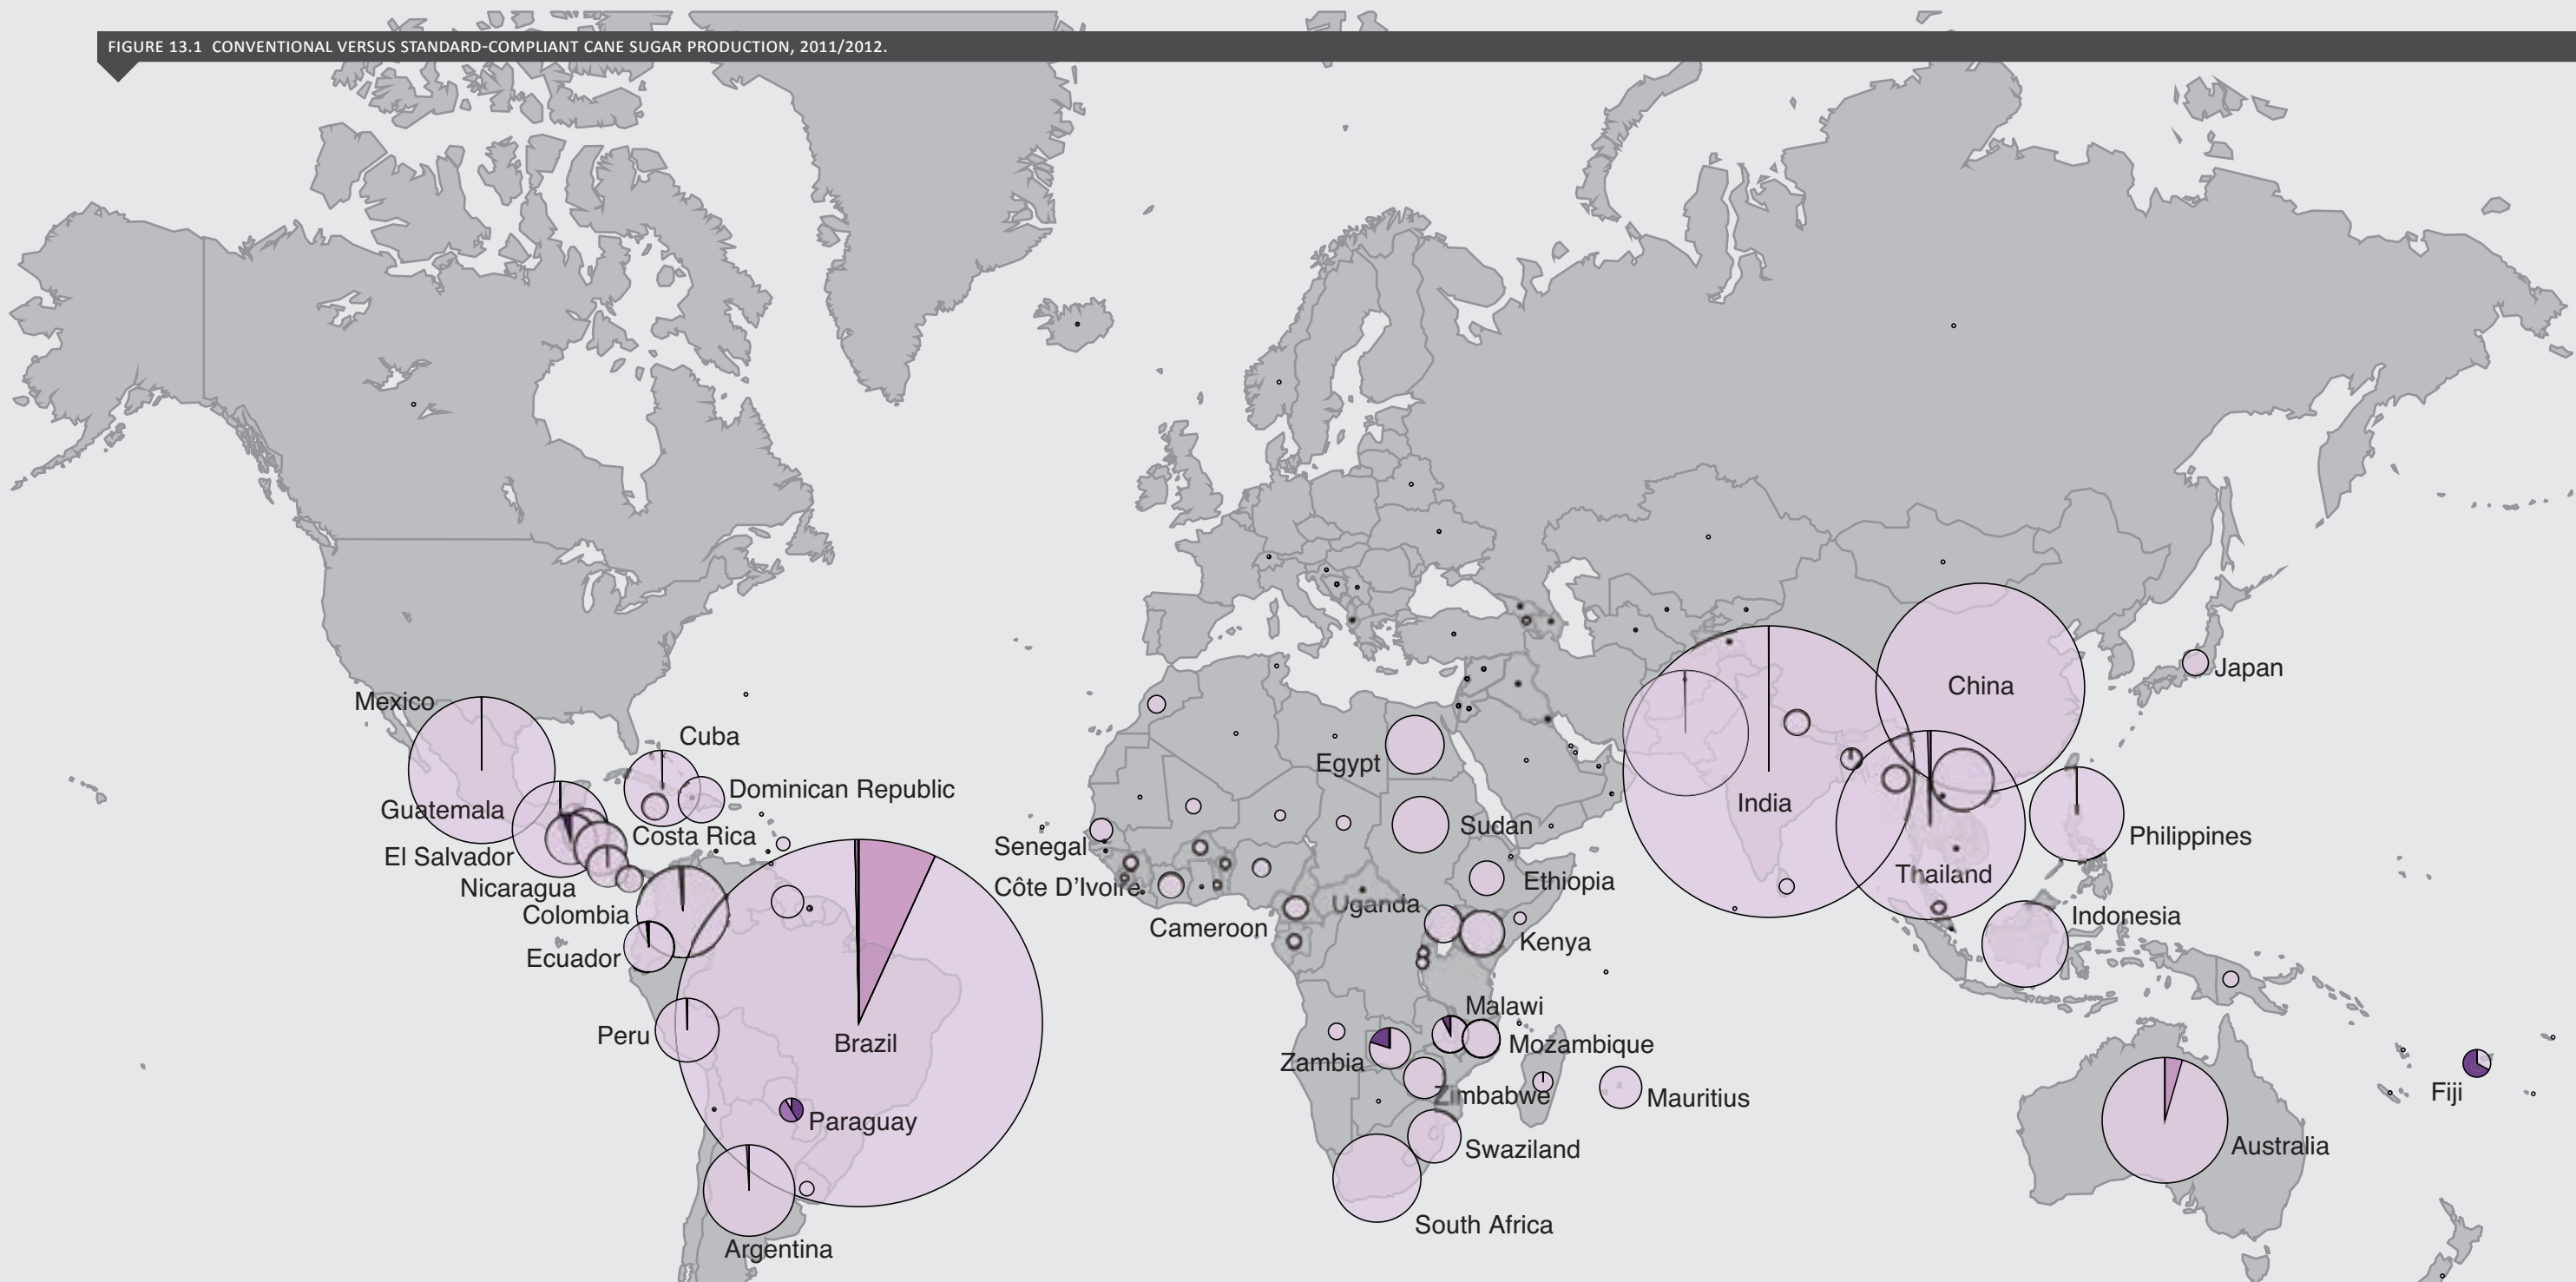 FIGURE 13.1 CONVENTIONAL VERSUS STANDARD-COMPLIANT CANE SUGAR PRODUCTION, 2011/2012.
Mexico
Cuba
Dominican Republic
Guatemala
Costa Rica
El Salvador
Nicaragua
Colombia
Ecuador
Peru
Brazil
Paraguay
Argentina
Egypt
Sudan
Senegal
Ethiopia
Côte D'Ivoire
Uganda
Cameroon
Kenya
Malawi
Mozambique
Zambia
Zimbabwe
Mauritius
Swaziland
South Africa
China
Japan
India
Philippines
Thailand
Indonesia
Fiji
Australia